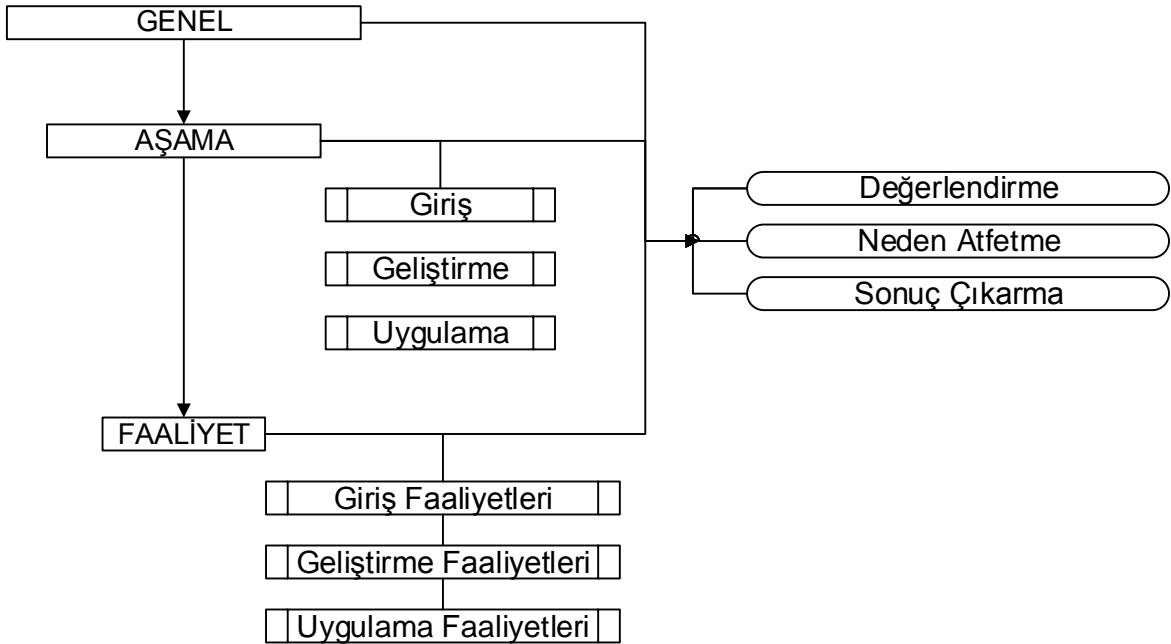 GENEL
AŞAMA
Giriş
Geliştirme
Uygulama
Değerlendirme
Neden Atfetme
Sonuç Çıkarma
FAALİYET
Giriş Faaliyetleri
Geliştirme Faaliyetleri
Uygulama Faaliyetleri